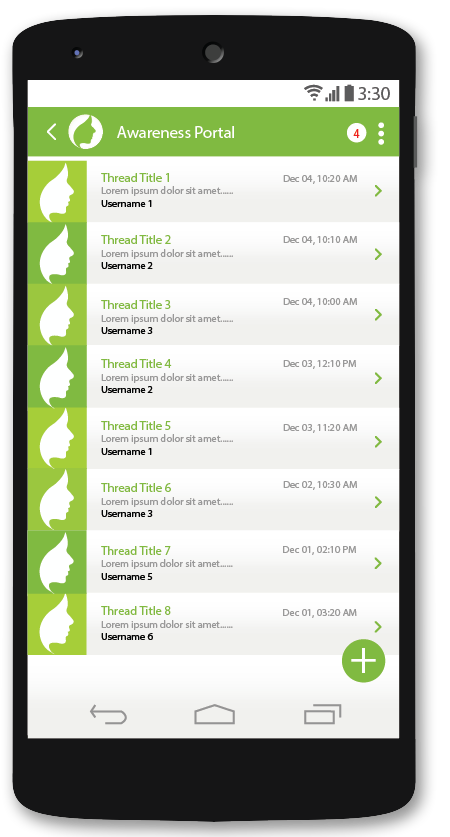 3:30
Awareness Portal
4
Thread Title 1
Dec 04, 10:20 AM
Lorem ipsum dolor sit amet......
Username 1
Thread Title 2
Dec 04, 10:10 AM
Lorem ipsum dolor sit amet......
Username 2
Thread Title 3
Dec 04, 10:00 AM
Lorem ipsum dolor sit amet......
Username 3
Thread Title 4
Dec 03, 12:10 PM
Lorem ipsum dolor sit amet......
Username 2
Thread Title 5
Dec 03, 11:20 AM
Lorem ipsum dolor sit amet......
Username 1
Thread Title 6
Dec 02, 10:30 AM
Lorem ipsum dolor sit amet......
Username 3
Thread Title 7
Dec 01, 02:10 PM
Lorem ipsum dolor sit amet......
Username 5
Thread Title 8
Dec 01, 03:20 AM
Lorem ipsum dolor sit amet......
Username 6